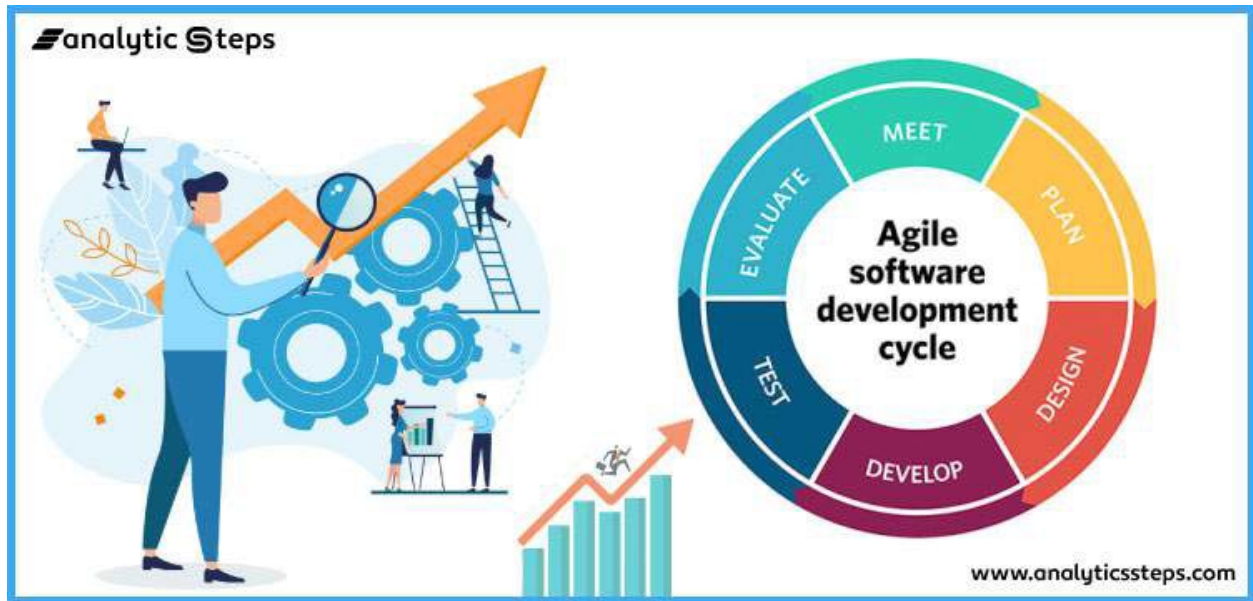 analytic Steps
MEET
PLAN
DESIGN
DEVELOP
TEST
EVALUATE
Agile
software
development
cycle
www.analyticssteps.com